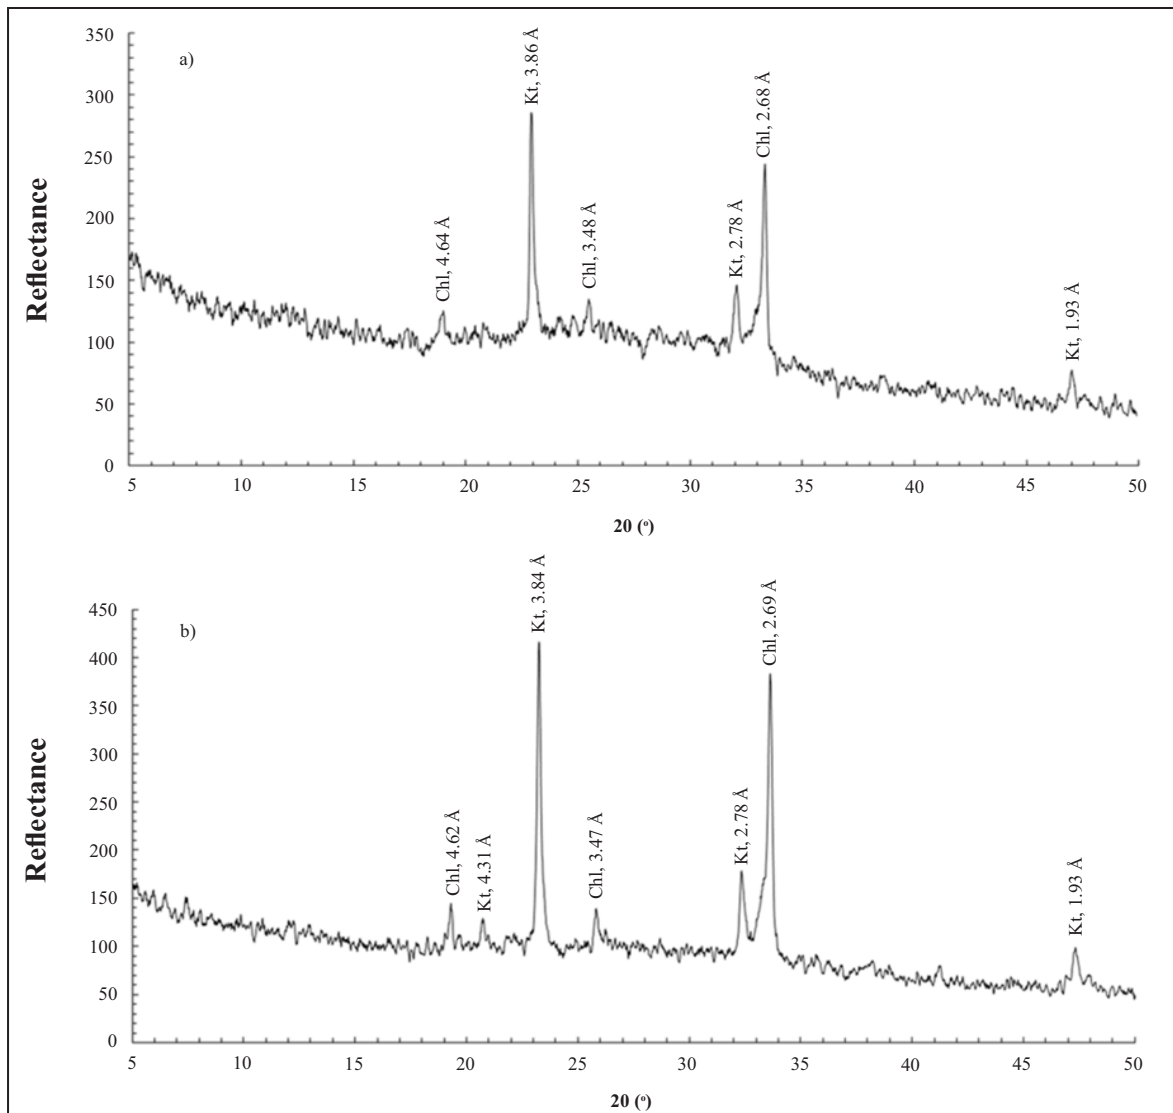 350
300
250
200
150
100
50
0
Reflectance
a)
Chl, 4.64 Å
Kt, 3.86 Å
Chl, 3.48 Å
Kt, 2.78 Å
Chl, 2.68 Å
Kt, 1.93 Å
5 10 15 20 25 30 35 40 45 50
20 (°)
450
400
350
300
250
200
150
100
50
0
Reflectance
b)
Chl, 4.62 Å
Kt, 4.31 Å
Kt, 3.84 Å
Chl, 3.47 Å
Kt, 2.78 Å
Chl, 2.69 Å
Kt, 1.93 Å
5 10 15 20 25 30 35 40 45 50
20 (°)